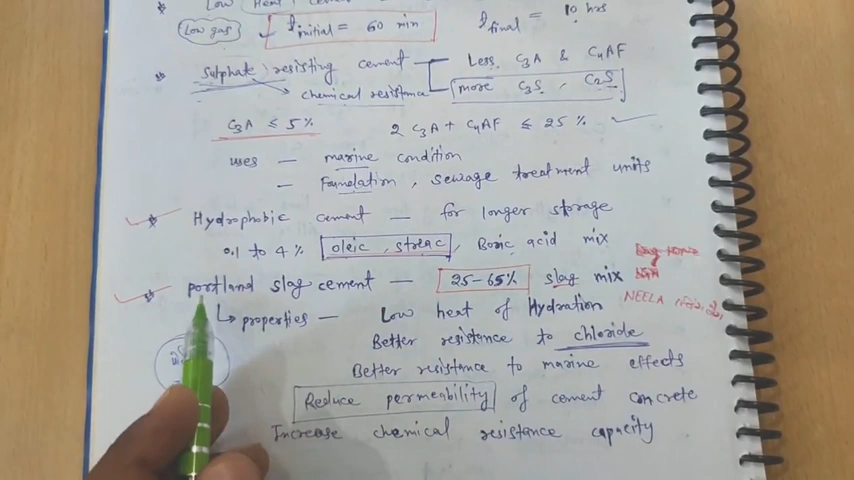 Low Heat Cement
Low gas t initial = 60 min t final = 10 hrs
Sulphate resisting cement Less C3A & C4AF
chemical resistance more C3S, C2S
C3A ≤ 5% 2 C3A + C4AF ≤ 25%
uses — marine condition
— Foundation, sewage treatment units
Hydrophobic cement — for longer storage
0.1 to 4% oleic, streac, Boric acid mix
portland slag cement — 25-65% slag mix
NEELA
properties — Low heat of Hydration
Better resistance to chloride
Better resistance to marine effects
Reduce permeability of cement concrete
Increase chemical resistance capacity